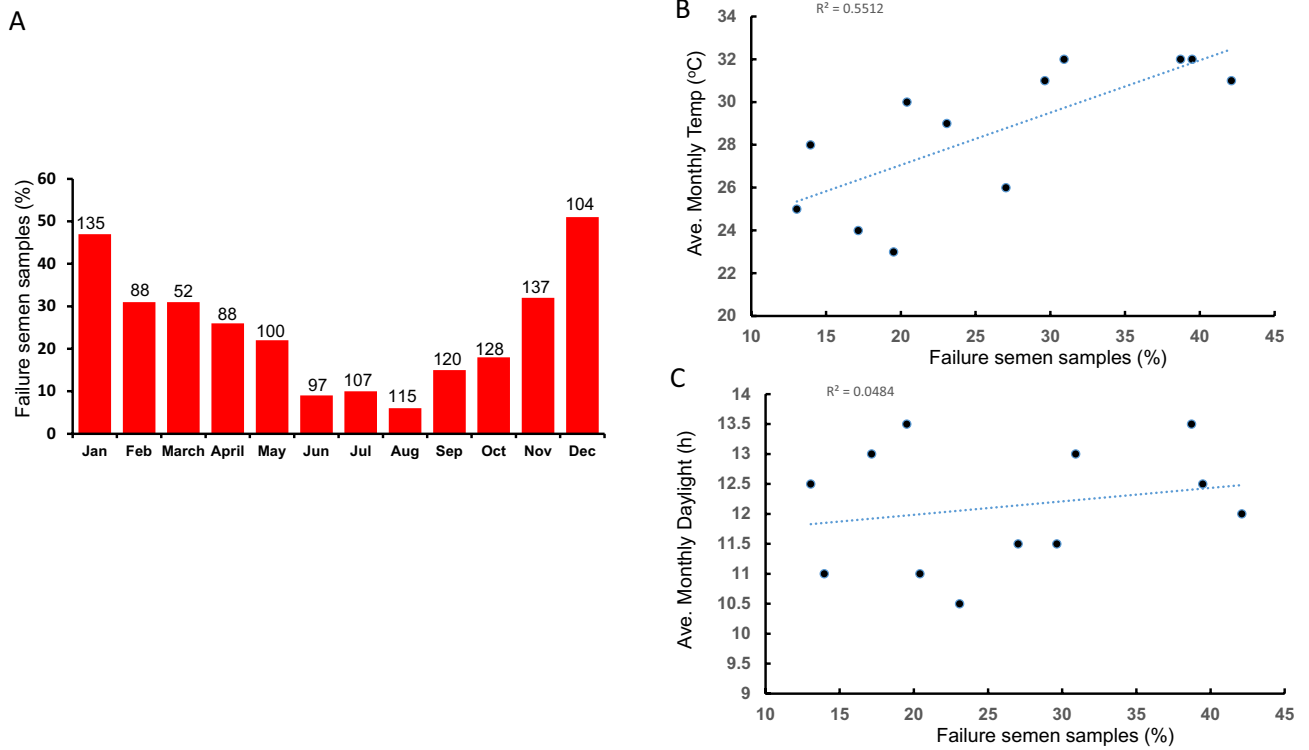 A
Failure semen samples (%)
60
50
40
30
20
10
0
135
88
52
88
100
97
107
115
120
128
137
104
Jan Feb March April May Jun Jul Aug Sep Oct Nov Dec
B
R² = 0.5512
Ave. Monthly Temp (°C)
34
32
30
28
26
24
22
20
10 15 20 25 30 35 40 45
Failure semen samples (%)
C
R² = 0.0484
Ave. Monthly Daylight (h)
14
13.5
13
12.5
12
11.5
11
10.5
10
9.5
9
10 15 20 25 30 35 40 45
Failure semen samples (%)